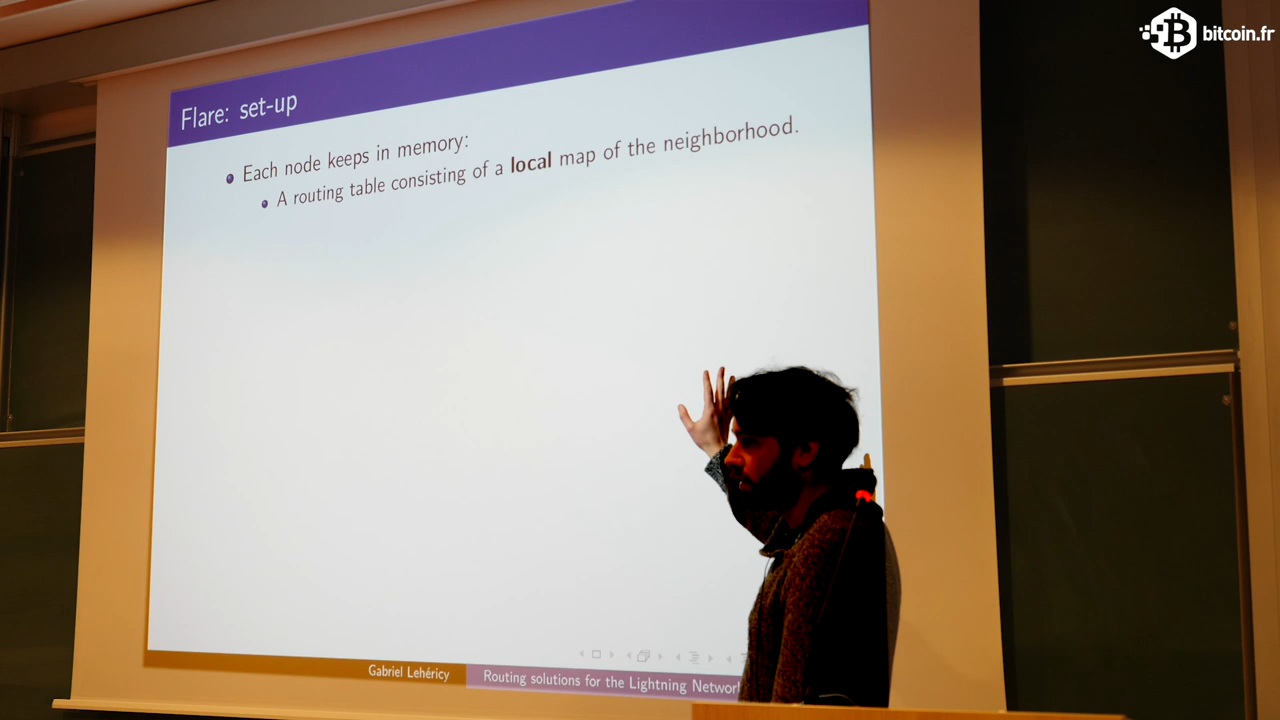 bitcoin.fr
Flare: set-up
Each node keeps in memory:
A routing table consisting of a local map of the neighborhood.
Gabriel Lehéricy
Routing solutions for the Lightning Network